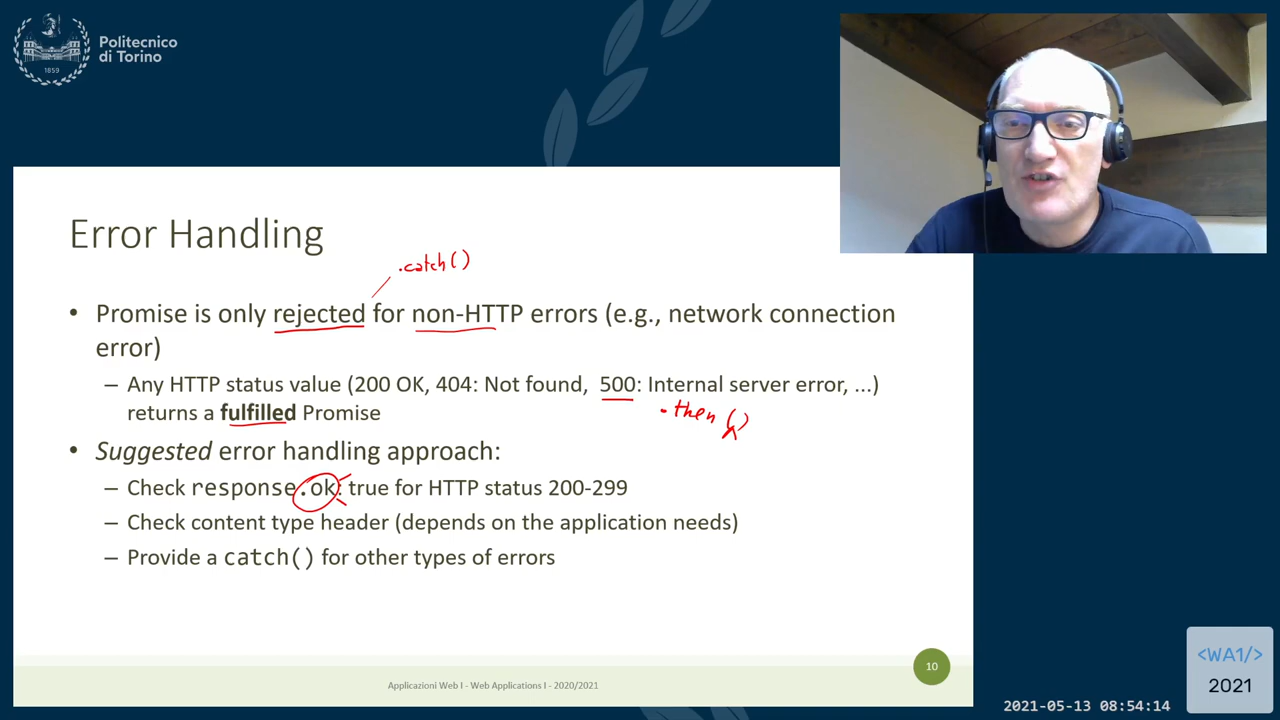 Politecnico
di Torino
1859
Error Handling
.catch()
• Promise is only rejected for non-HTTP errors (e.g., network connection
error)
– Any HTTP status value (200 OK, 404: Not found, 500: Internal server error, ...)
returns a fulfilled Promise
.then()
• Suggested error handling approach:
– Check response.ok: true for HTTP status 200-299
– Check content type header (depends on the application needs)
– Provide a catch() for other types of errors
10
Applicazioni Web I - Web Applications I - 2020/2021
<WA1/>
2021
2021-05-13 08:54:14